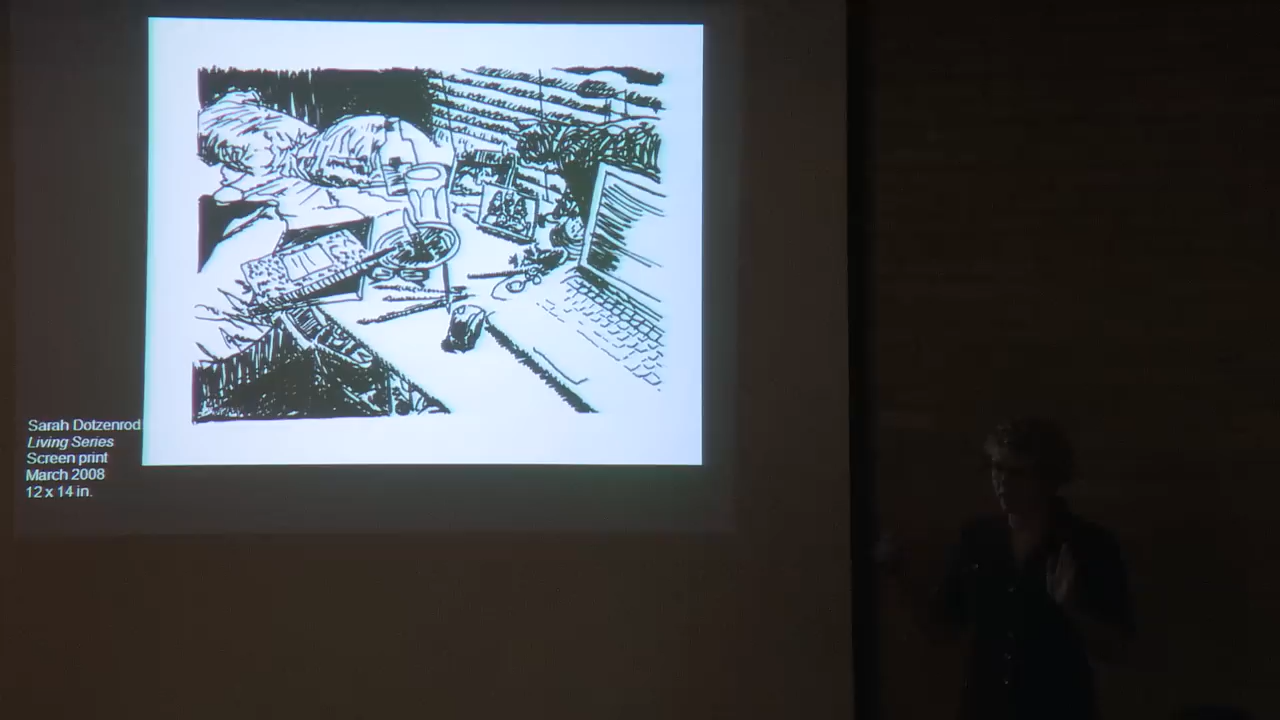 Sarah Dotzenrod
Living Series
Screen print
March 2008
12 x 14 in.